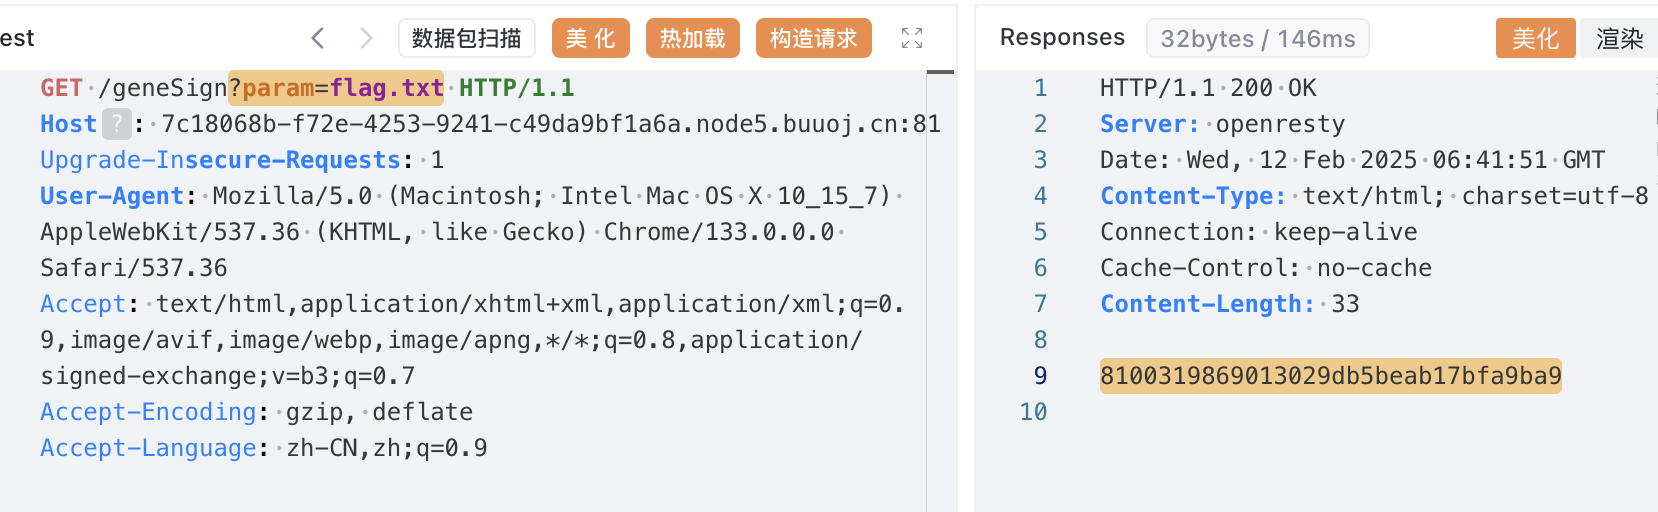 est
数据包扫描
美 化
热加载
构造请求
GET /geneSign?param=flag.txt HTTP/1.1
Host ? : 7c18068b-f72e-4253-9241-c49da9bf1a6a.node5.buuoj.cn:81
Upgrade-Insecure-Requests: 1
User-Agent: Mozilla/5.0 (Macintosh; Intel Mac OS X 10_15_7)
AppleWebKit/537.36 (KHTML, like Gecko) Chrome/133.0.0.0
Safari/537.36
Accept: text/html,application/xhtml+xml,application/xml;q=0.
9,image/avif,image/webp,image/apng,*/*;q=0.8,application/
signed-exchange;v=b3;q=0.7
Accept-Encoding: gzip, deflate
Accept-Language: zh-CN,zh;q=0.9
Responses
32bytes / 146ms
美化
渲染
1 HTTP/1.1 200 OK
2 Server: openresty
3 Date: Wed, 12 Feb 2025 06:41:51 GMT
4 Content-Type: text/html; charset=utf-8
5 Connection: keep-alive
6 Cache-Control: no-cache
7 Content-Length: 33
8
9 8100319869013029db5beab17bfa9ba9
10